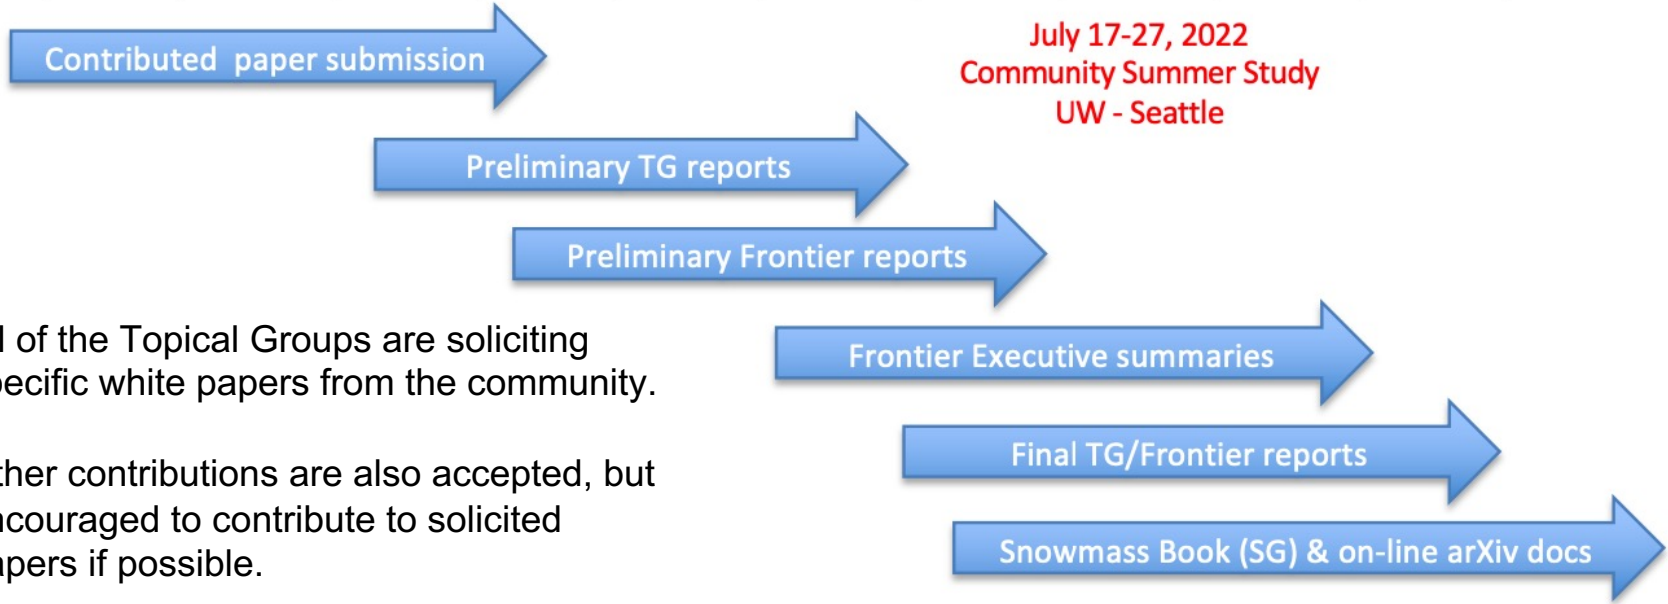 Contributed  paper submission
July 17-27, 2022
Community Summer Study
UW - Seattle
Preliminary TG reports
Preliminary Frontier reports
of the Topical Groups are soliciting
white papers from the community.
Frontier Executive summaries
contributions are also accepted, but
to contribute to solicited
if possible.
Final TG/Frontier reports
Snowmass Book (SG) & on-line arXiv docs